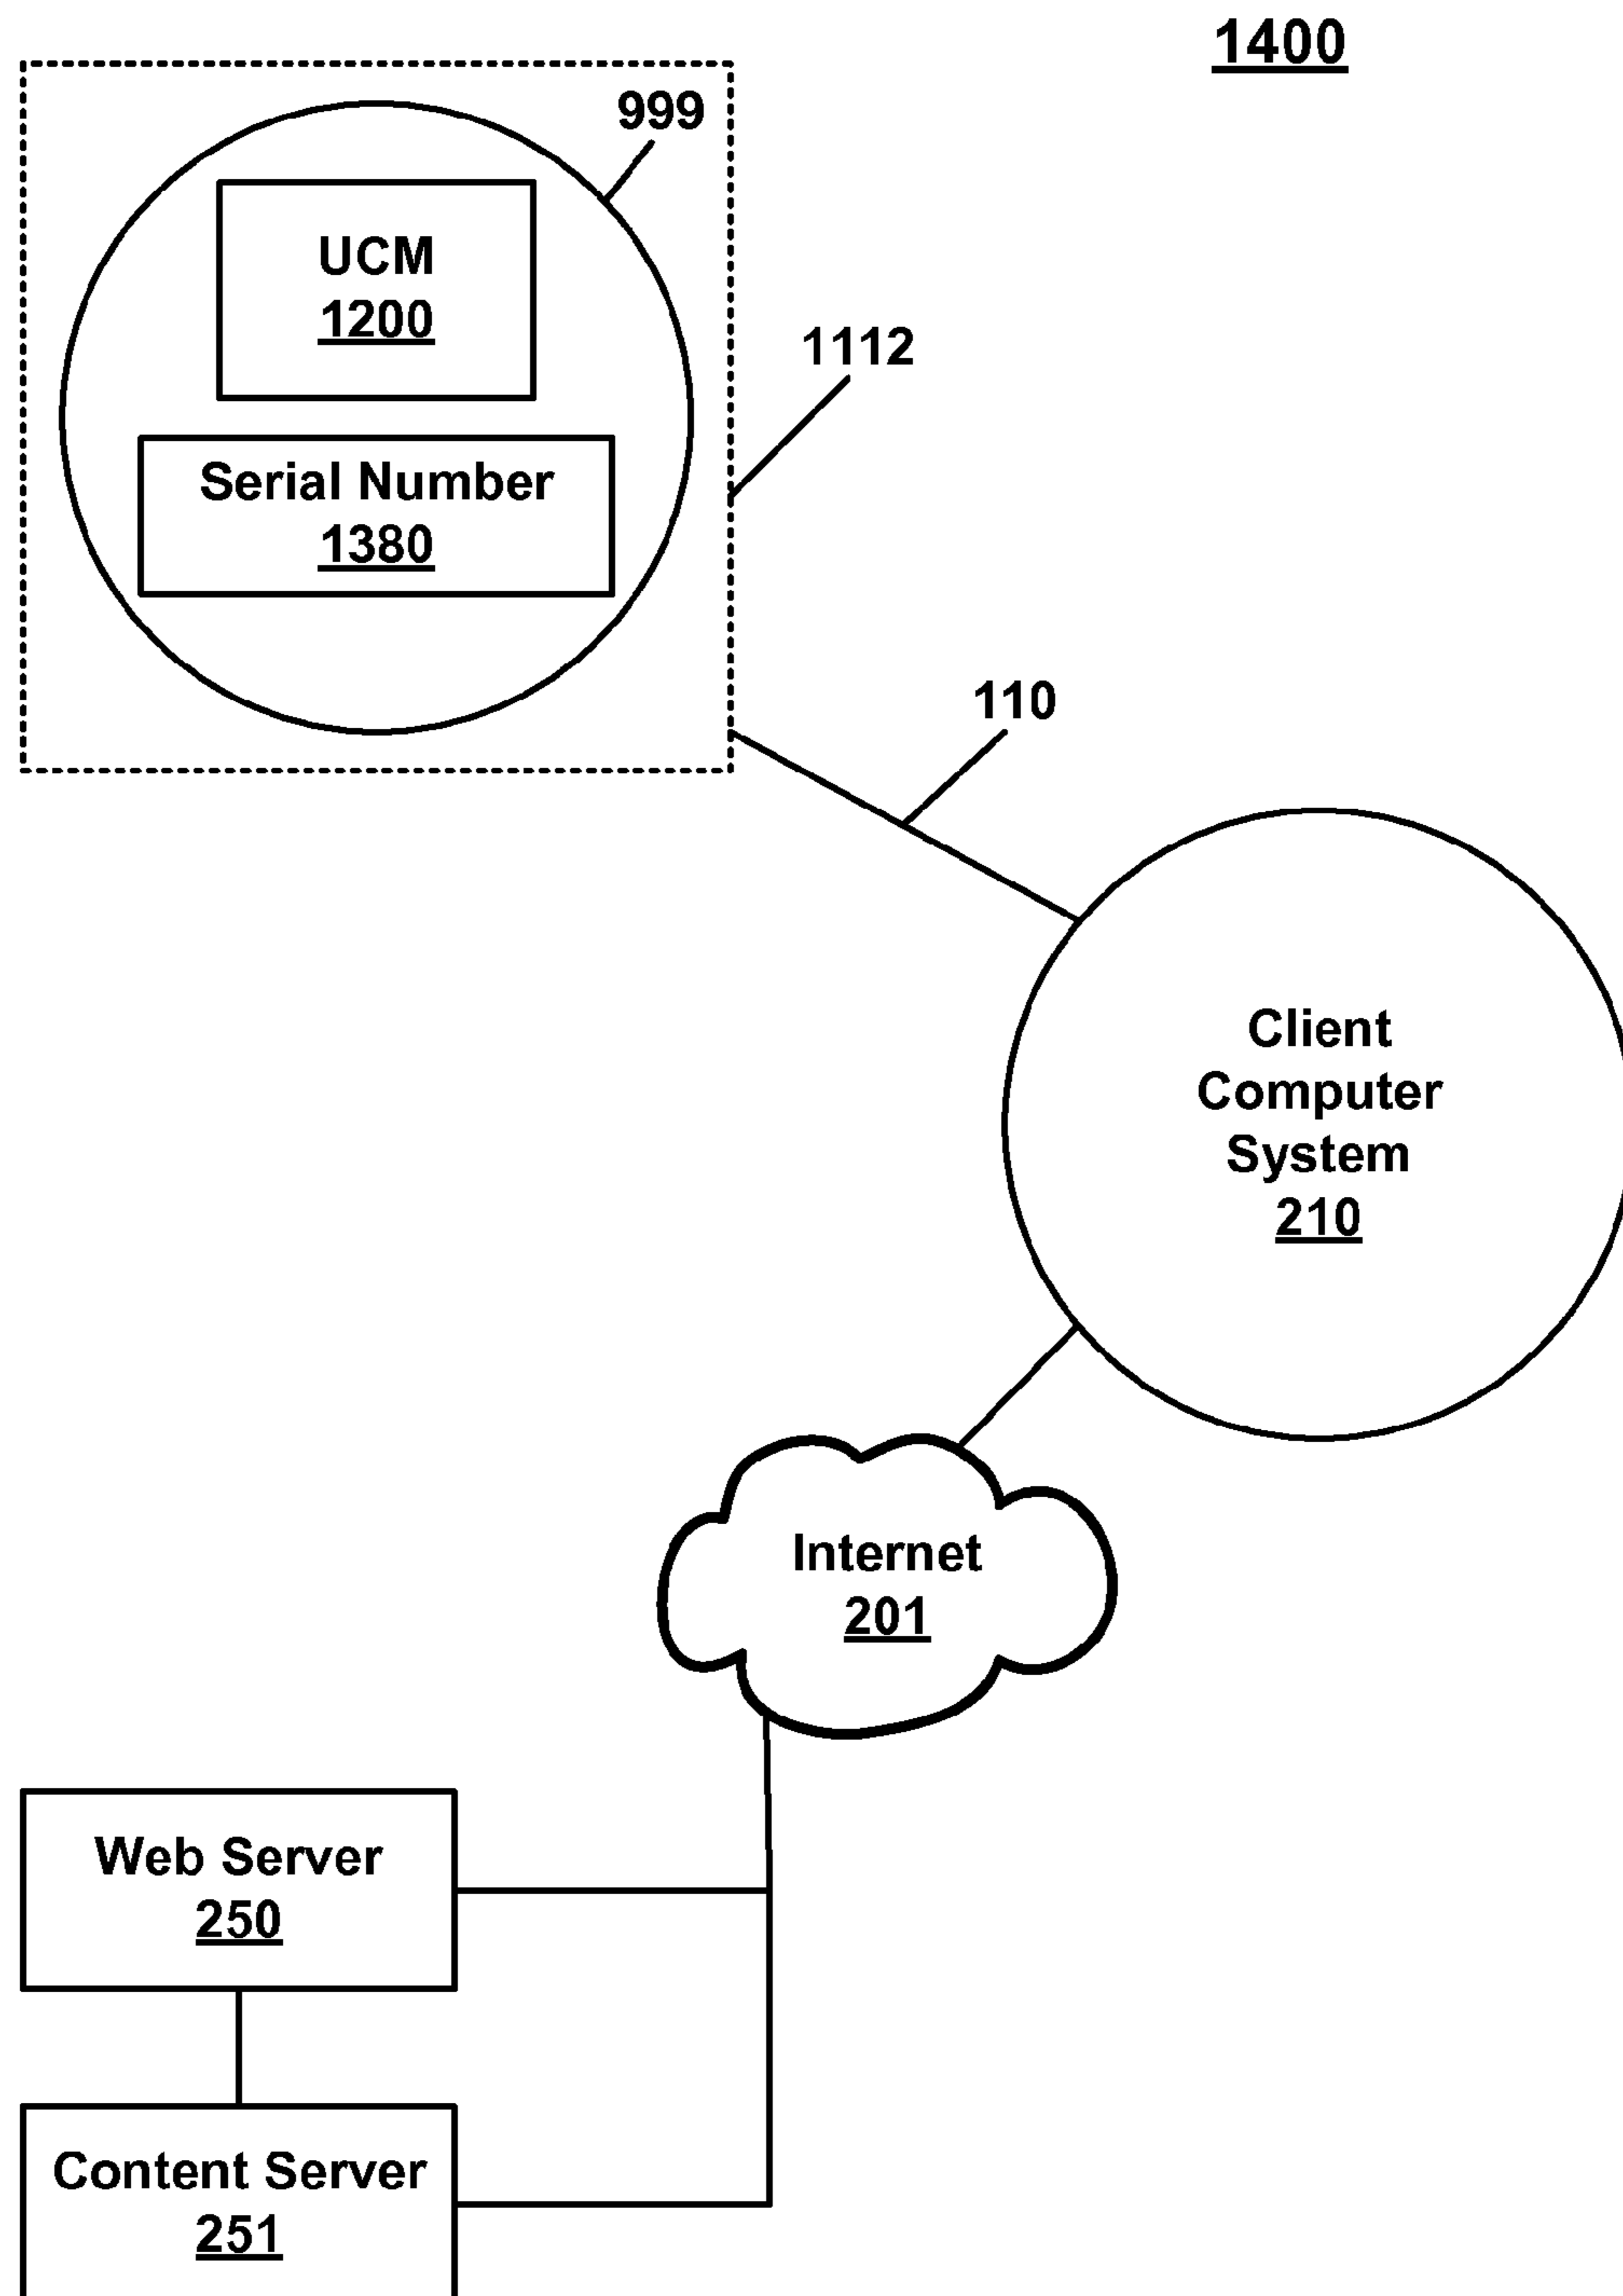 1400
999
UCM
1200
1112
Serial Number
1380
110
Client
Computer
System
210
Internet
201
Web Server
250
Content Server
251